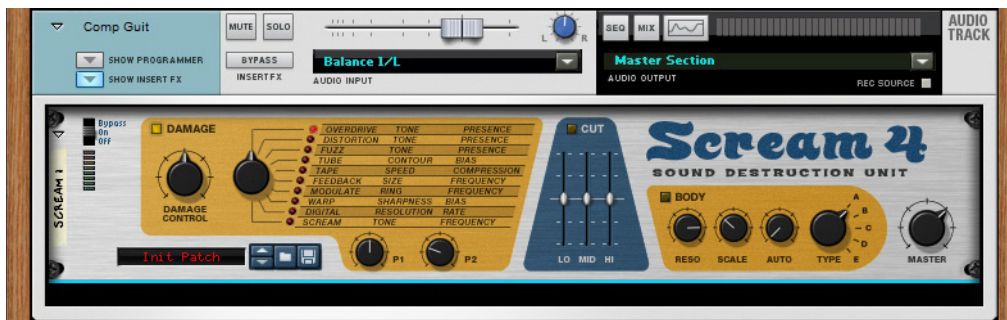 Comp Guit
MUTE SOLO
L R
SEQ MIX
AUDIO TRACK
SHOW PROGRAMMER
SHOW INSERT FX
BYPASS
INSERT FX
Balance 1/L
AUDIO INPUT
Master Section
AUDIO OUTPUT
REC SOURCE
Bypass
On
Off
SCREAM 1
DAMAGE
DAMAGE CONTROL
OVERDRIVE TONE PRESENCE
DISTORTION TONE PRESENCE
FUZZ TONE PRESENCE
TUBE CONTOUR BIAS
TAPE SPEED COMPRESSION
FEEDBACK SIZE FREQUENCY
MODULATE RING FREQUENCY
WARP SHARPNESS BIAS
DIGITAL RESOLUTION RATE
SCREAM TONE FREQUENCY
Init Patch
P1 P2
CUT
LO MID HI
Scream 4
SOUND DESTRUCTION UNIT
BODY
A
B
C
D
E
RESO SCALE AUTO TYPE
MASTER